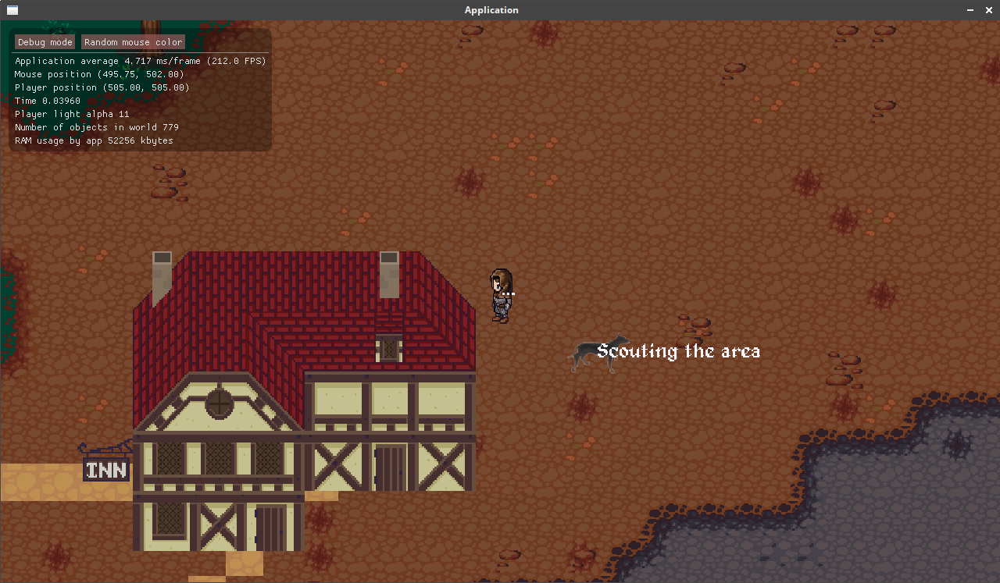 Application
Debug mode Random mouse color
Application average 4.717 ms/frame (212.0 FPS)
Mouse position (495.75, 502.00)
Player position (505.00, 505.00)
Time 0.03960
Player light alpha 11
Number of objects in world 779
RAM usage by app 52256 kbytes
...
Scouting the area
INN